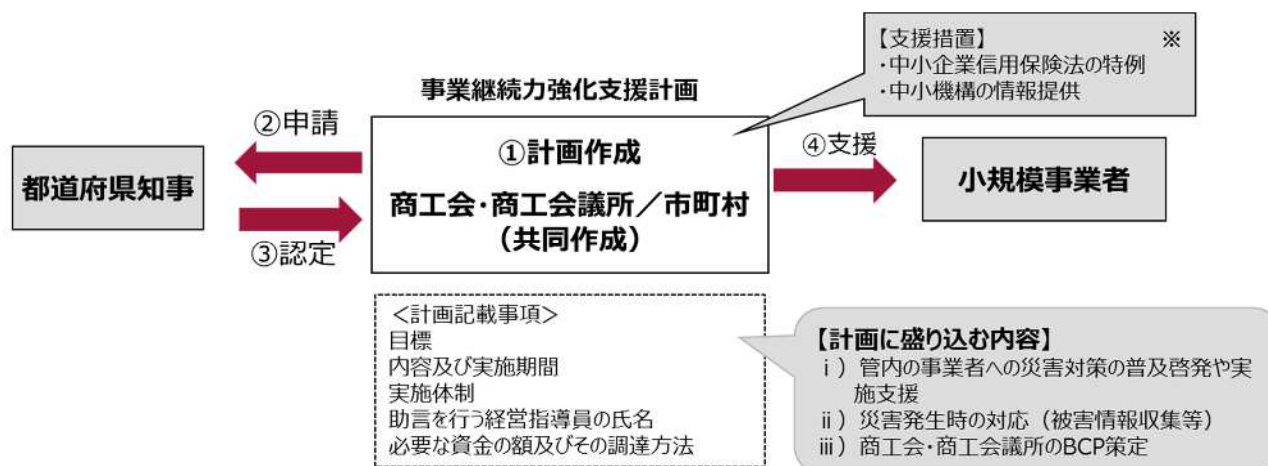 【支援措置】 ※
・中小企業信用保険法の特例
・中小機構の情報提供
事業継続力強化支援計画
②申請
①計画作成
④支援
都道府県知事
商工会・商工会議所／市町村
（共同作成）
小規模事業者
③認定
＜計画記載事項＞
目標
内容及び実施期間
実施体制
助言を行う経営指導員の氏名
必要な資金の額及びその調達方法
【計画に盛り込む内容】
ⅰ）管内の事業者への災害対策の普及啓発や実
施支援
ⅱ）災害発生時の対応（被害情報収集等）
ⅲ）商工会・商工会議所のBCP策定